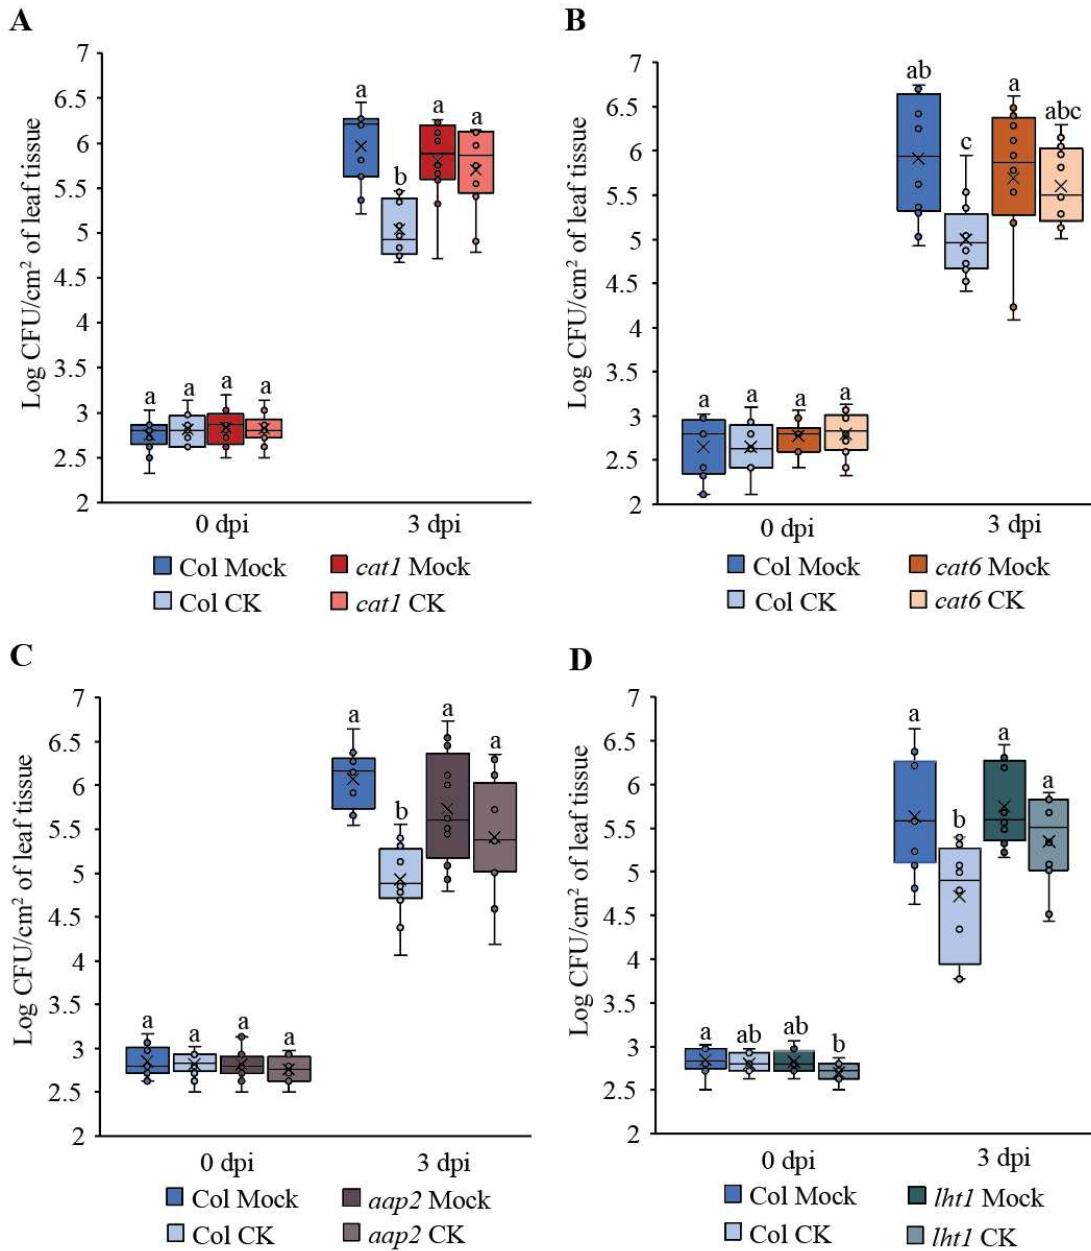 A
Log CFU/cm² of leaf tissue
7
6.5
6
5.5
5
4.5
4
3.5
3
2.5
2
a a a a
a b a a
0 dpi 3 dpi
Col Mock cat1 Mock
Col CK cat1 CK
B
Log CFU/cm² of leaf tissue
7
6.5
6
5.5
5
4.5
4
3.5
3
2.5
2
a a a a
ab c a abc
0 dpi 3 dpi
Col Mock cat6 Mock
Col CK cat6 CK
C
Log CFU/cm² of leaf tissue
7
6.5
6
5.5
5
4.5
4
3.5
3
2.5
2
a a a a
a b a a
0 dpi 3 dpi
Col Mock aap2 Mock
Col CK aap2 CK
D
Log CFU/cm² of leaf tissue
7
6.5
6
5.5
5
4.5
4
3.5
3
2.5
2
a ab ab b
a b a a
0 dpi 3 dpi
Col Mock lht1 Mock
Col CK lht1 CK